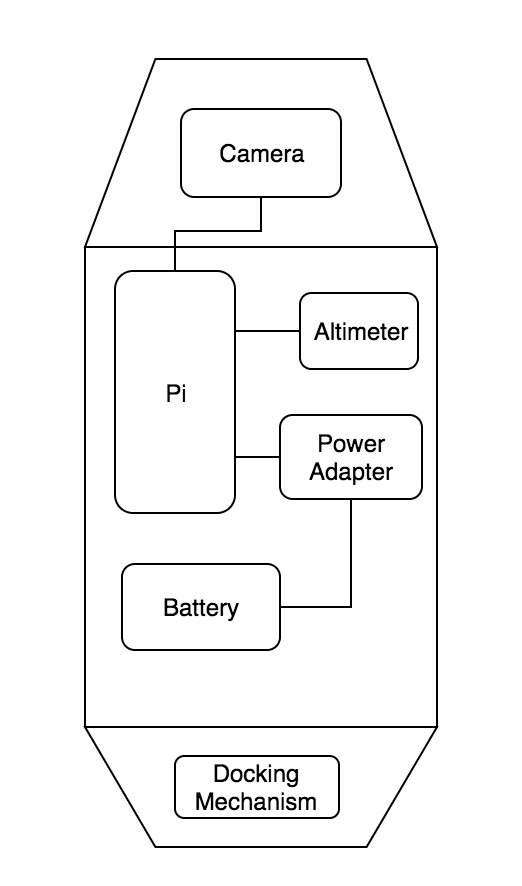 Camera
Altimeter
Pi
Power
Adapter
Battery
Docking
Mechanism